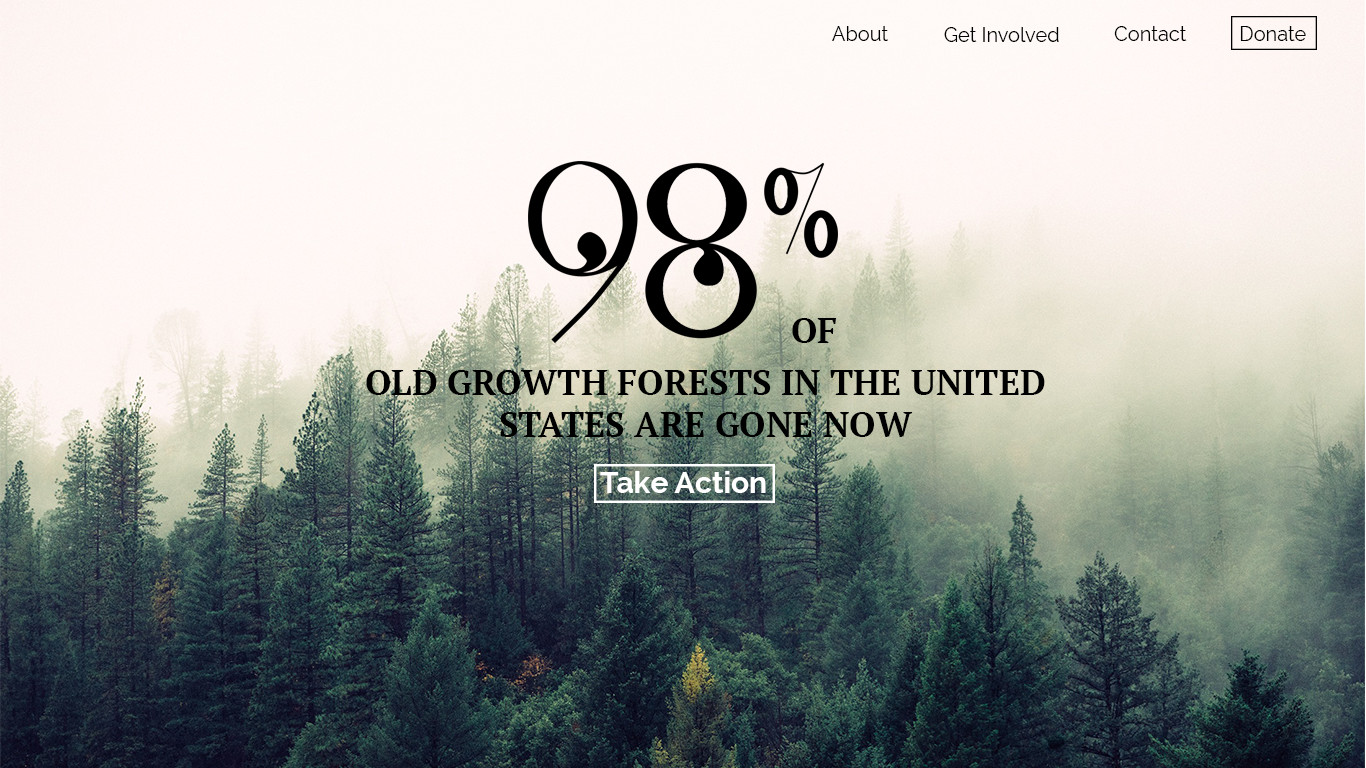 About Get Involved Contact Donate
98%
OF
OLD GROWTH FORESTS IN THE UNITED
STATES ARE GONE NOW
Take Action